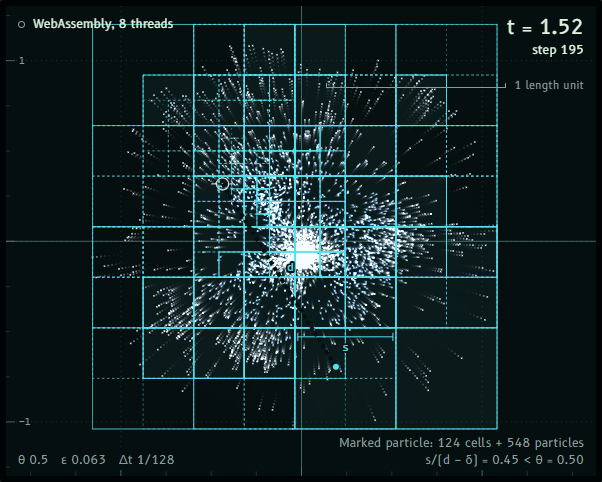 WebAssembly, 8 threads
t = 1.52
step 195
1
1 length unit
d
s
−1
Marked particle: 124 cells + 548 particles
θ 0.5 ε 0.063 Δt 1/128
s/(d − δ) = 0.45 < θ = 0.50